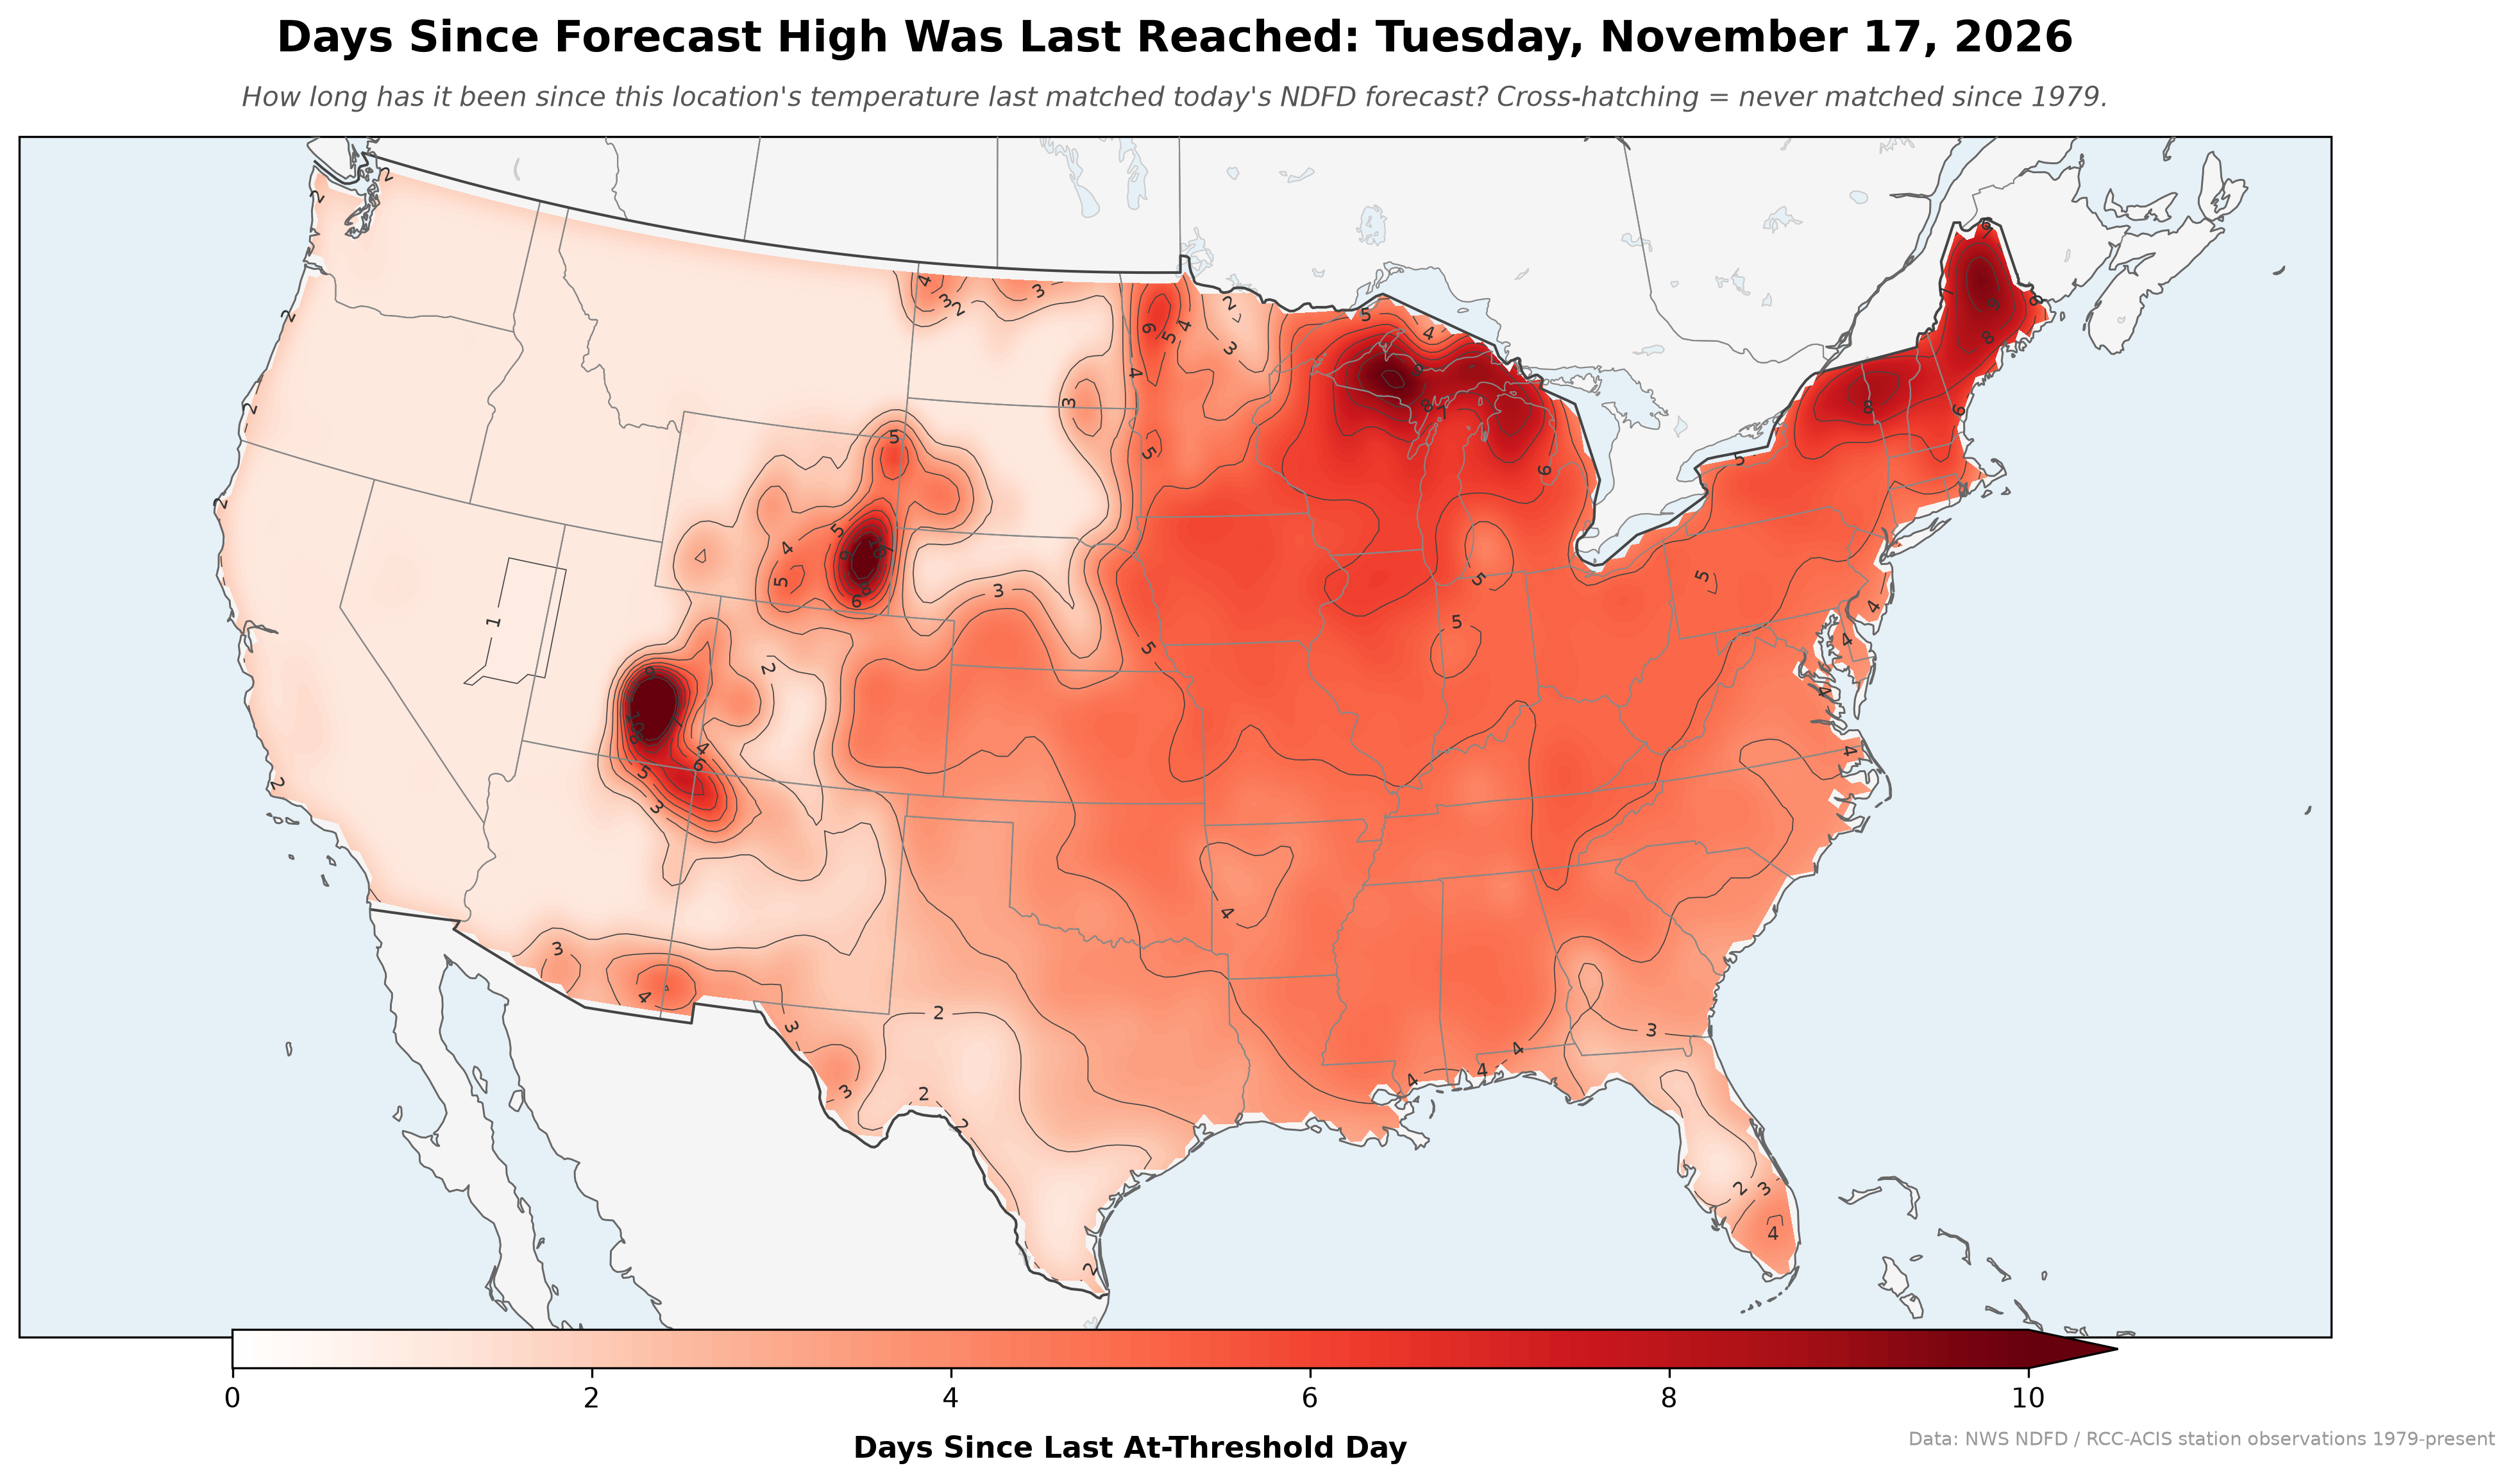 Days Since Forecast High Was Last Reached: Tuesday, November 17, 2026
How long has it been since this location's temperature last matched today's NDFD forecast? Cross-hatching = never matched since 1979.
0 2 4 6 8 10
Days Since Last At-Threshold Day
Data: NWS NDFD / RCC-ACIS station observations 1979-present